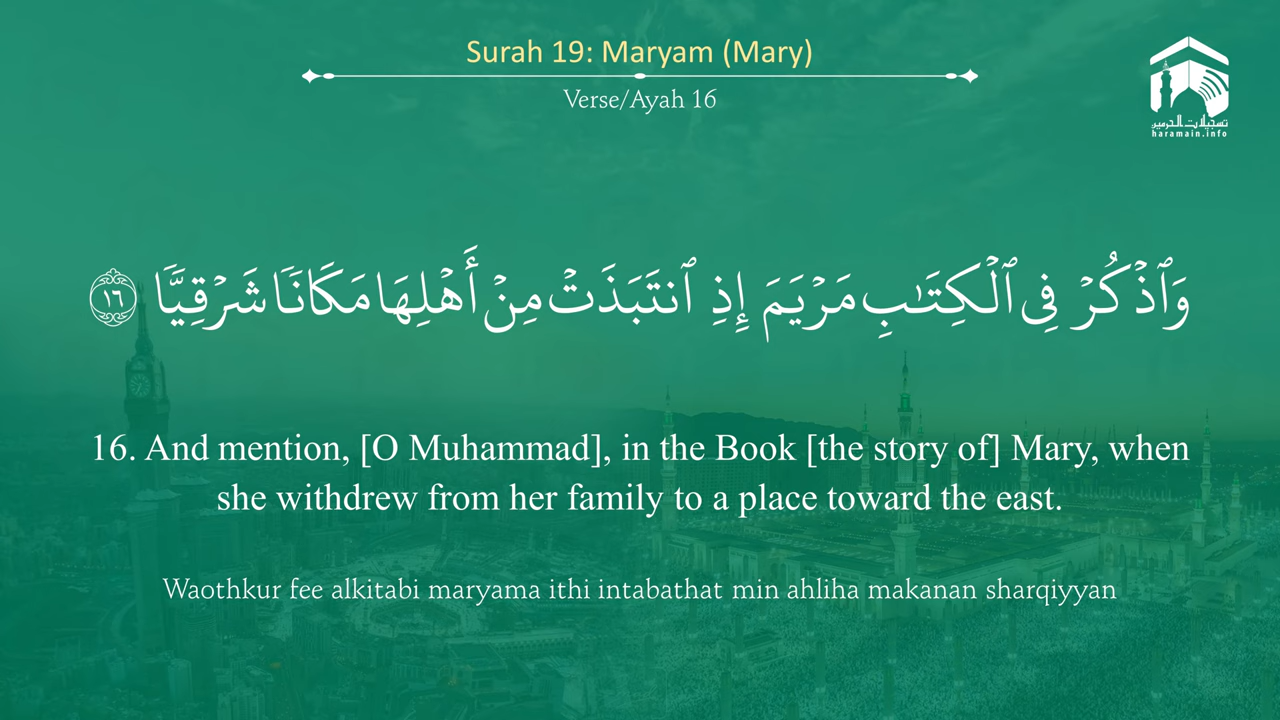 Surah 19: Maryam (Mary)
Verse/Ayah 16
تسجيلات الحرمين
haramain.info
وَٱذْكُرْ فِى ٱلْكِتَـٰبِ مَرْيَمَ إِذِ ٱنتَبَذَتْ مِنْ أَهْلِهَا مَكَانًا شَرْقِيًّا ١٦
16. And mention, [O Muhammad], in the Book [the story of] Mary, when
she withdrew from her family to a place toward the east.
Waothkur fee alkitabi maryama ithi intabathat min ahliha makanan sharqiyyan